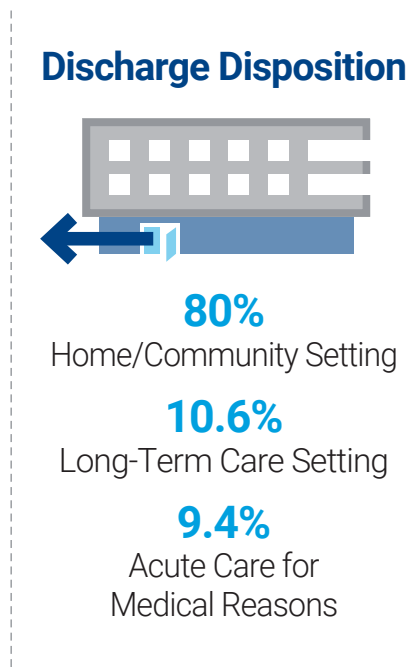 Discharge Disposition
80%
Home/Community Setting
10.6%
Long-Term Care Setting
9.4%
Acute Care for
Medical Reasons